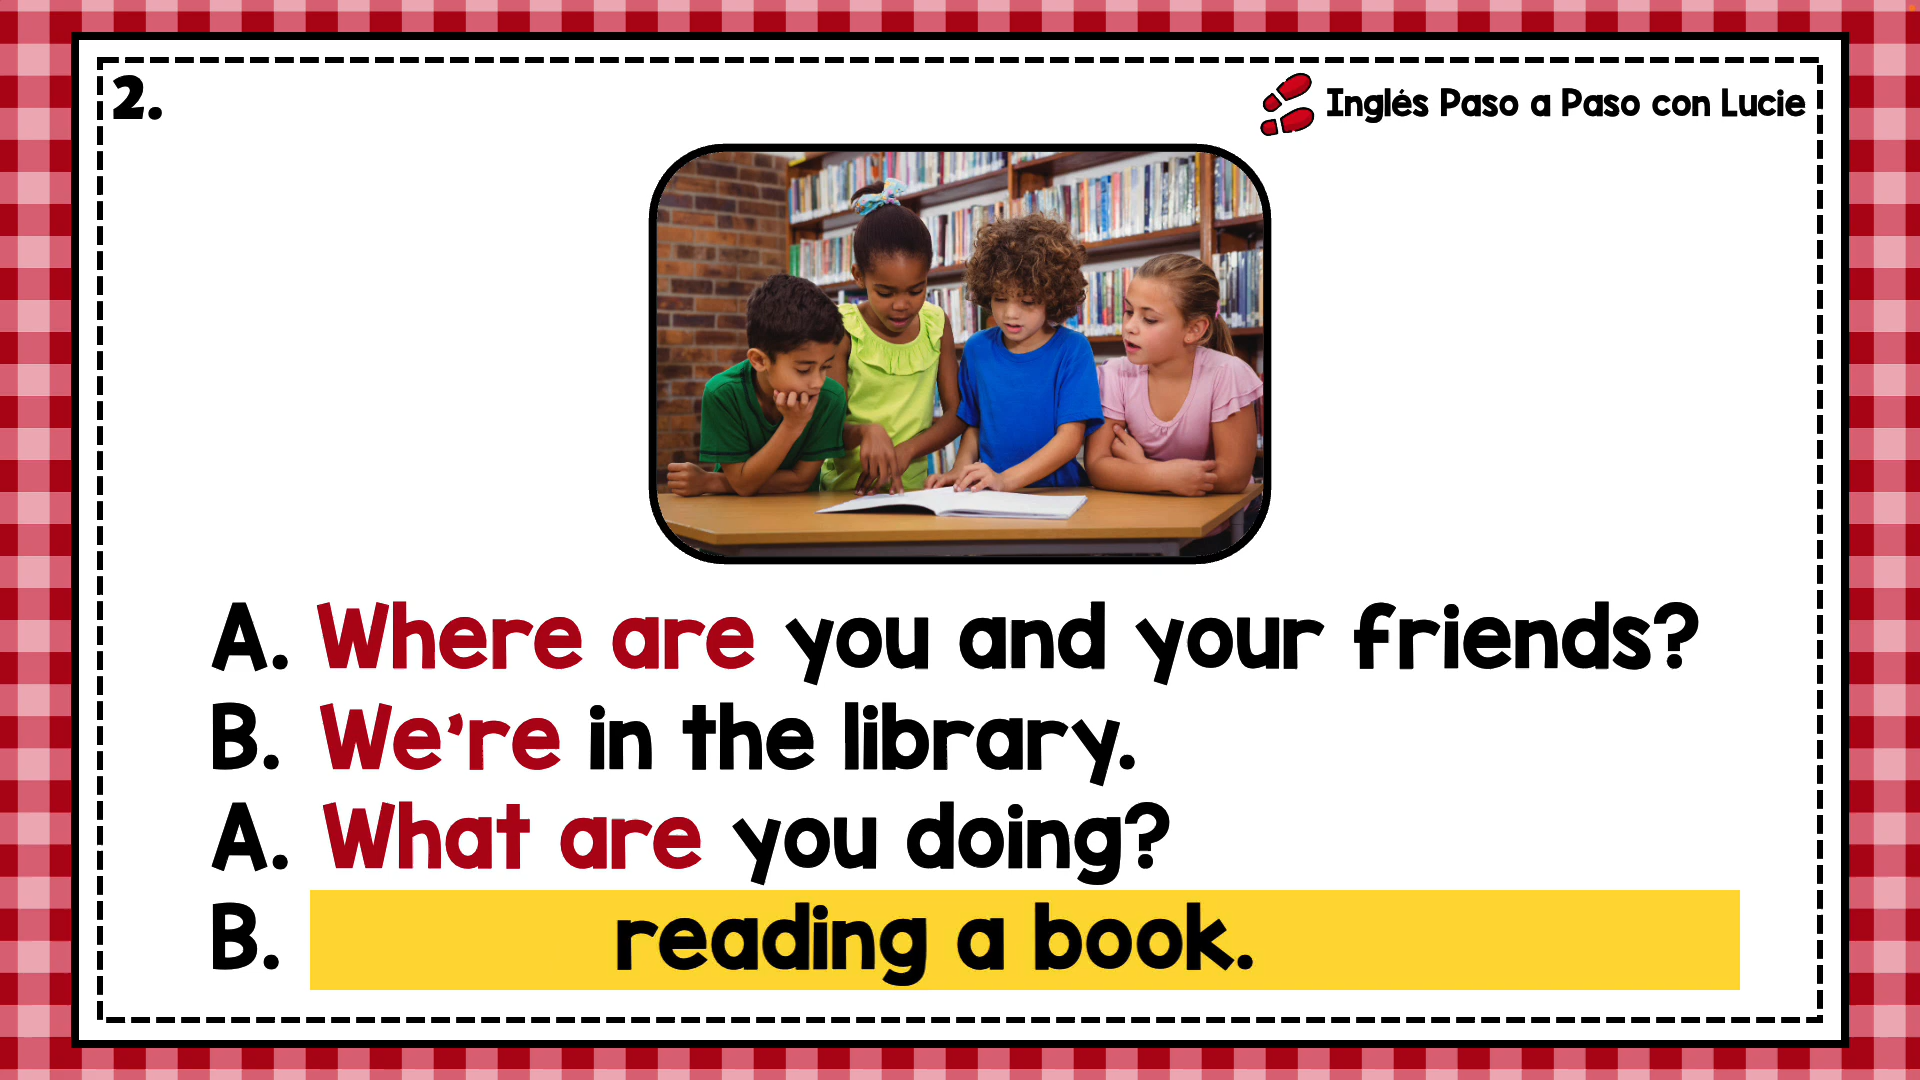 2.
Inglés Paso a Paso con Lucie
A. Where are you and your friends?
B. We're in the library.
A. What are you doing?
B. reading a book.